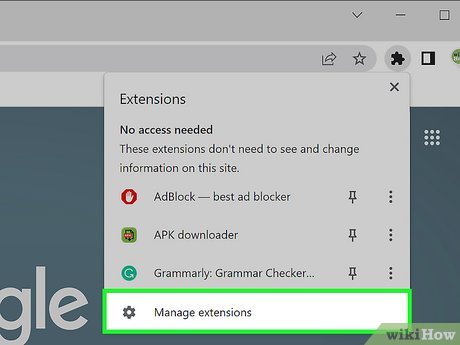 Extensions
No access needed
These extensions don't need to see and change
information on this site.
AdBlock — best ad blocker
APK downloader
Grammarly: Grammar Checker...
gle
Manage extensions
wikiHow